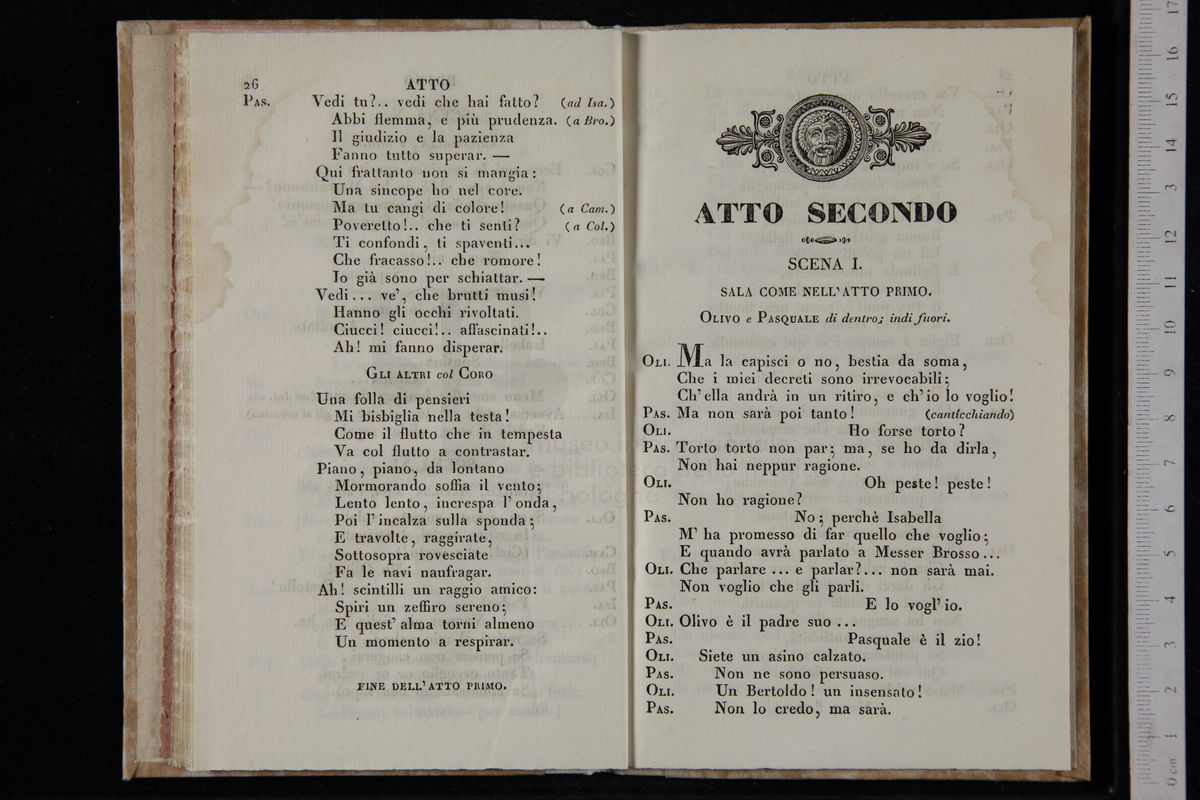 26 ATTO
Pas. Vedi tu?.. vedi che hai fatto? (ad Isa.)
Abbi flemma, e più prudenza. (a Bro.)
Il giudizio e la pazienza
Fanno tutto superar. —
Qui frattanto non si mangia:
Una sincope ho nel core.
Ma tu cangi di colore! (a Cam.)
Poveretto!.. che ti senti? (a Col.)
Ti confondi, ti spaventi...
Che fracasso!.. che romore!
Io già sono per schiattar. —
Vedi... ve', che brutti musi!
Hanno gli occhi rivoltati.
Ciucci! ciucci!.. affascinati!..
Ah! mi fanno disperar.
Gli altri col Coro
Una folla di pensieri
Mi bisbiglia nella testa!
Come il flutto che in tempesta
Va col flutto a contrastar.
Piano, piano, da lontano
Mormorando soffia il vento;
Lento lento, increspa l'onda,
Poi l'incalza sulla sponda;
E travolte, raggirate,
Sottosopra rovesciate
Fa le navi naufragar.
Ah! scintilli un raggio amico:
Spiri un zeffiro sereno;
E quest' alma torni almeno
Un momento a respirar.
FINE DELL'ATTO PRIMO.
ATTO SECONDO
SCENA I.
SALA COME NELL'ATTO PRIMO.
Olivo e Pasquale di dentro; indi fuori.
Oli. Ma la capisci o no, bestia da soma,
Che i miei decreti sono irrevocabili;
Ch'ella andrà in un ritiro, e ch'io lo voglio!
Pas. Ma non sarà poi tanto! (canticchiando)
Oli. Ho forse torto?
Pas. Torto torto non par; ma, se ho da dirla,
Non hai neppur ragione.
Oli. Oh peste! peste!
Non ho ragione?
Pas. No; perchè Isabella
M'ha promesso di far quello che voglio;
E quando avrà parlato a Messer Brosso...
Oli. Che parlare... e parlar?... non sarà mai.
Non voglio che gli parli.
Pas. E lo vogl'io.
Oli. Olivo è il padre suo...
Pas. Pasquale è il zio!
Oli. Siete un asino calzato.
Pas. Non ne sono persuaso.
Oli. Un Bertoldo! un insensato!
Pas. Non lo credo, ma sarà.